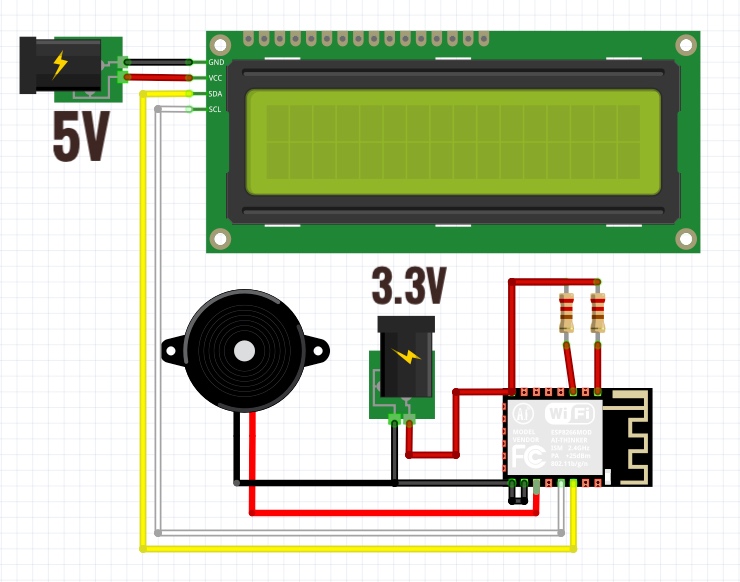 GND
VCC
SDA
SCL
5V
3.3V
Ai
Wi Fi
MODEL ESP8266MOD
VENDOR AI-THINKER
ISM 2.4GHz
PA +25dBm
802.11b/g/n
FC